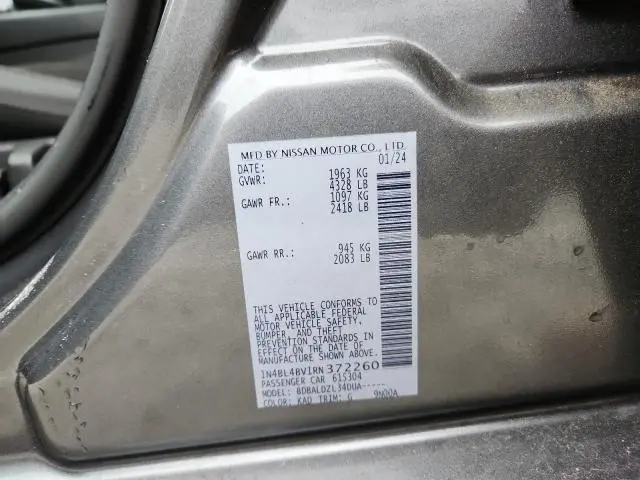 MFD BY NISSAN MOTOR CO., LTD.
DATE: 01/24
GVWR: 1963 KG
4328 LB
GAWR FR.: 1097 KG
2418 LB
GAWR RR.: 945 KG
2083 LB
THIS VEHICLE CONFORMS TO
ALL APPLICABLE FEDERAL
MOTOR VEHICLE SAFETY,
BUMPER, AND THEFT
PREVENTION STANDARDS IN
EFFECT ON THE DATE OF
MANUFACTURE SHOWN ABOVE.
1N4BL4BV1RN372260
PASSENGER CAR 615304
MODEL: BDBALDZL34DUA-----
COLOR: KAD TRIM: G 9N00A